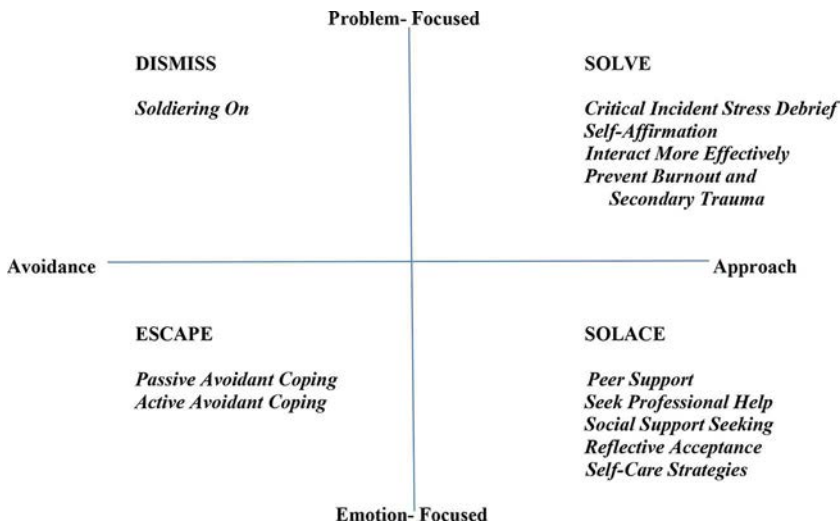 Problem- Focused
DISMISS
Soldiering On
SOLVE
Critical Incident Stress Debrief
Self-Affirmation
Interact More Effectively
Prevent Burnout and
Secondary Trauma
Avoidance
Approach
ESCAPE
Passive Avoidant Coping
Active Avoidant Coping
SOLACE
Peer Support
Seek Professional Help
Social Support Seeking
Reflective Acceptance
Self-Care Strategies
Emotion- Focused